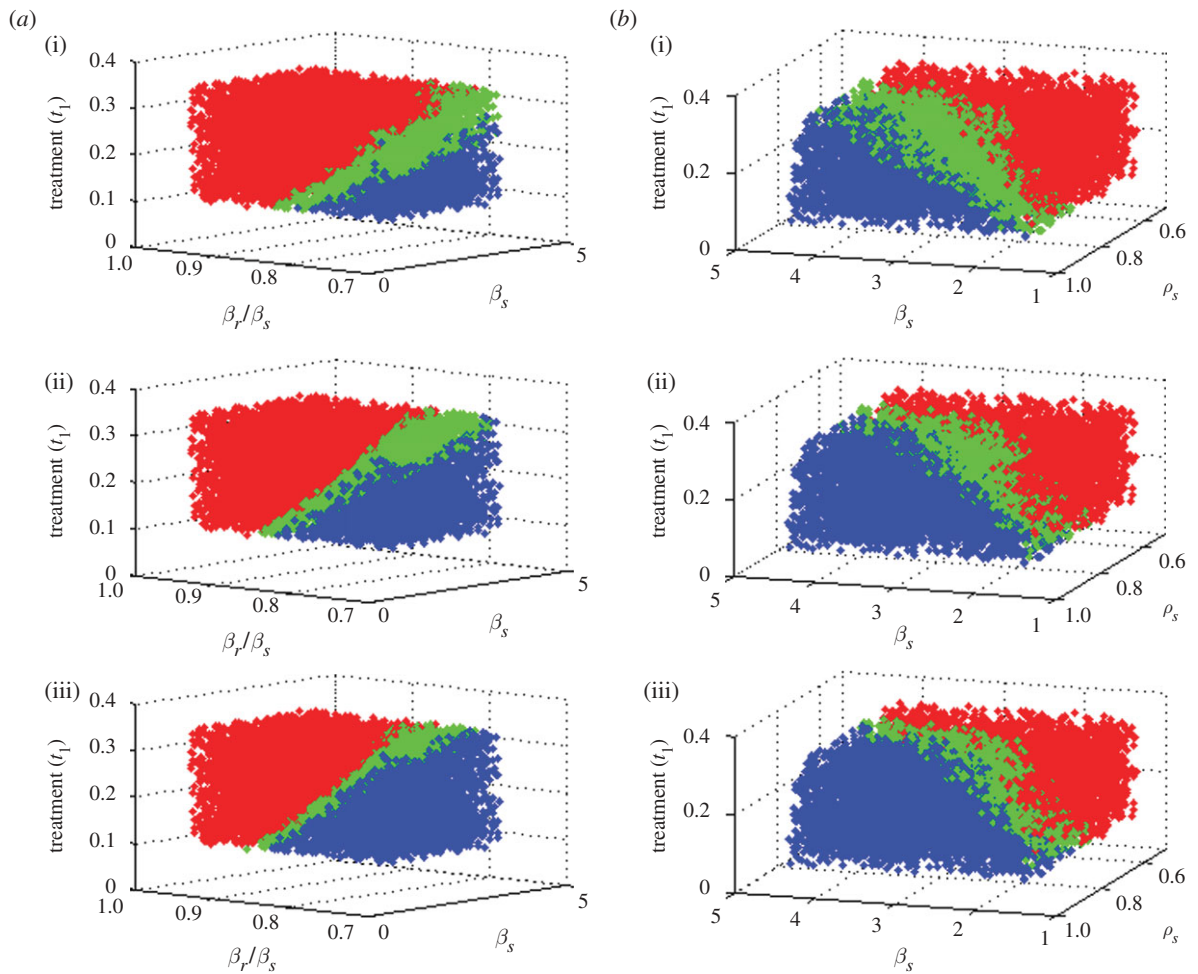 (a)
(i)
treatment (t₁)
0.4
0.3
0.2
0.1
0
1.0
0.9
0.8
0.7
0
5
βᵣ/βₛ
βₛ
(ii)
treatment (t₁)
0.4
0.3
0.2
0.1
0
1.0
0.9
0.8
0.7
0
5
βᵣ/βₛ
βₛ
(iii)
treatment (t₁)
0.4
0.3
0.2
0.1
0
1.0
0.9
0.8
0.7
0
5
βᵣ/βₛ
βₛ
(b)
(i)
treatment (t₁)
0.4
0.2
0
5
4
3
2
1
1.0
0.8
0.6
βₛ
ρₛ
(ii)
treatment (t₁)
0.4
0.2
0
5
4
3
2
1
1.0
0.8
0.6
βₛ
ρₛ
(iii)
treatment (t₁)
0.4
0.2
0
5
4
3
2
1
1.0
0.8
0.6
βₛ
ρₛ